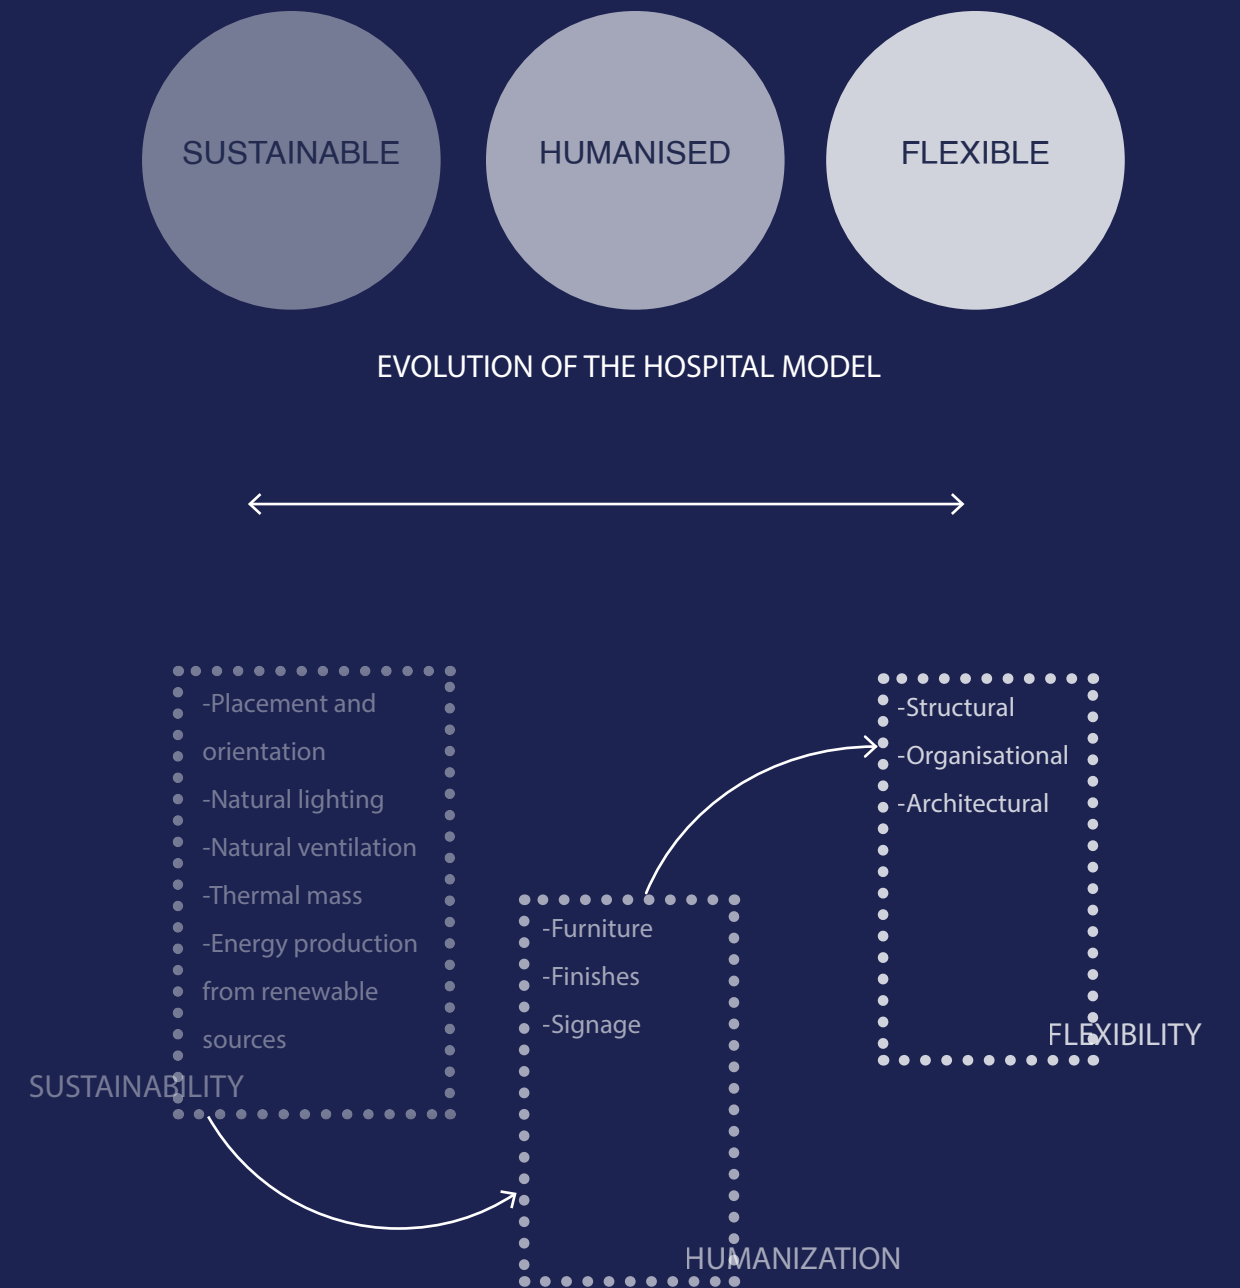 SUSTAINABLE
HUMANISED
FLEXIBLE
EVOLUTION OF THE HOSPITAL MODEL
-Placement and
orientation
-Natural lighting
-Natural ventilation
-Thermal mass
-Energy production
from renewable
sources
SUSTAINABILITY
-Furniture
-Finishes
-Signage
HUMANIZATION
-Structural
-Organisational
-Architectural
FLEXIBILITY